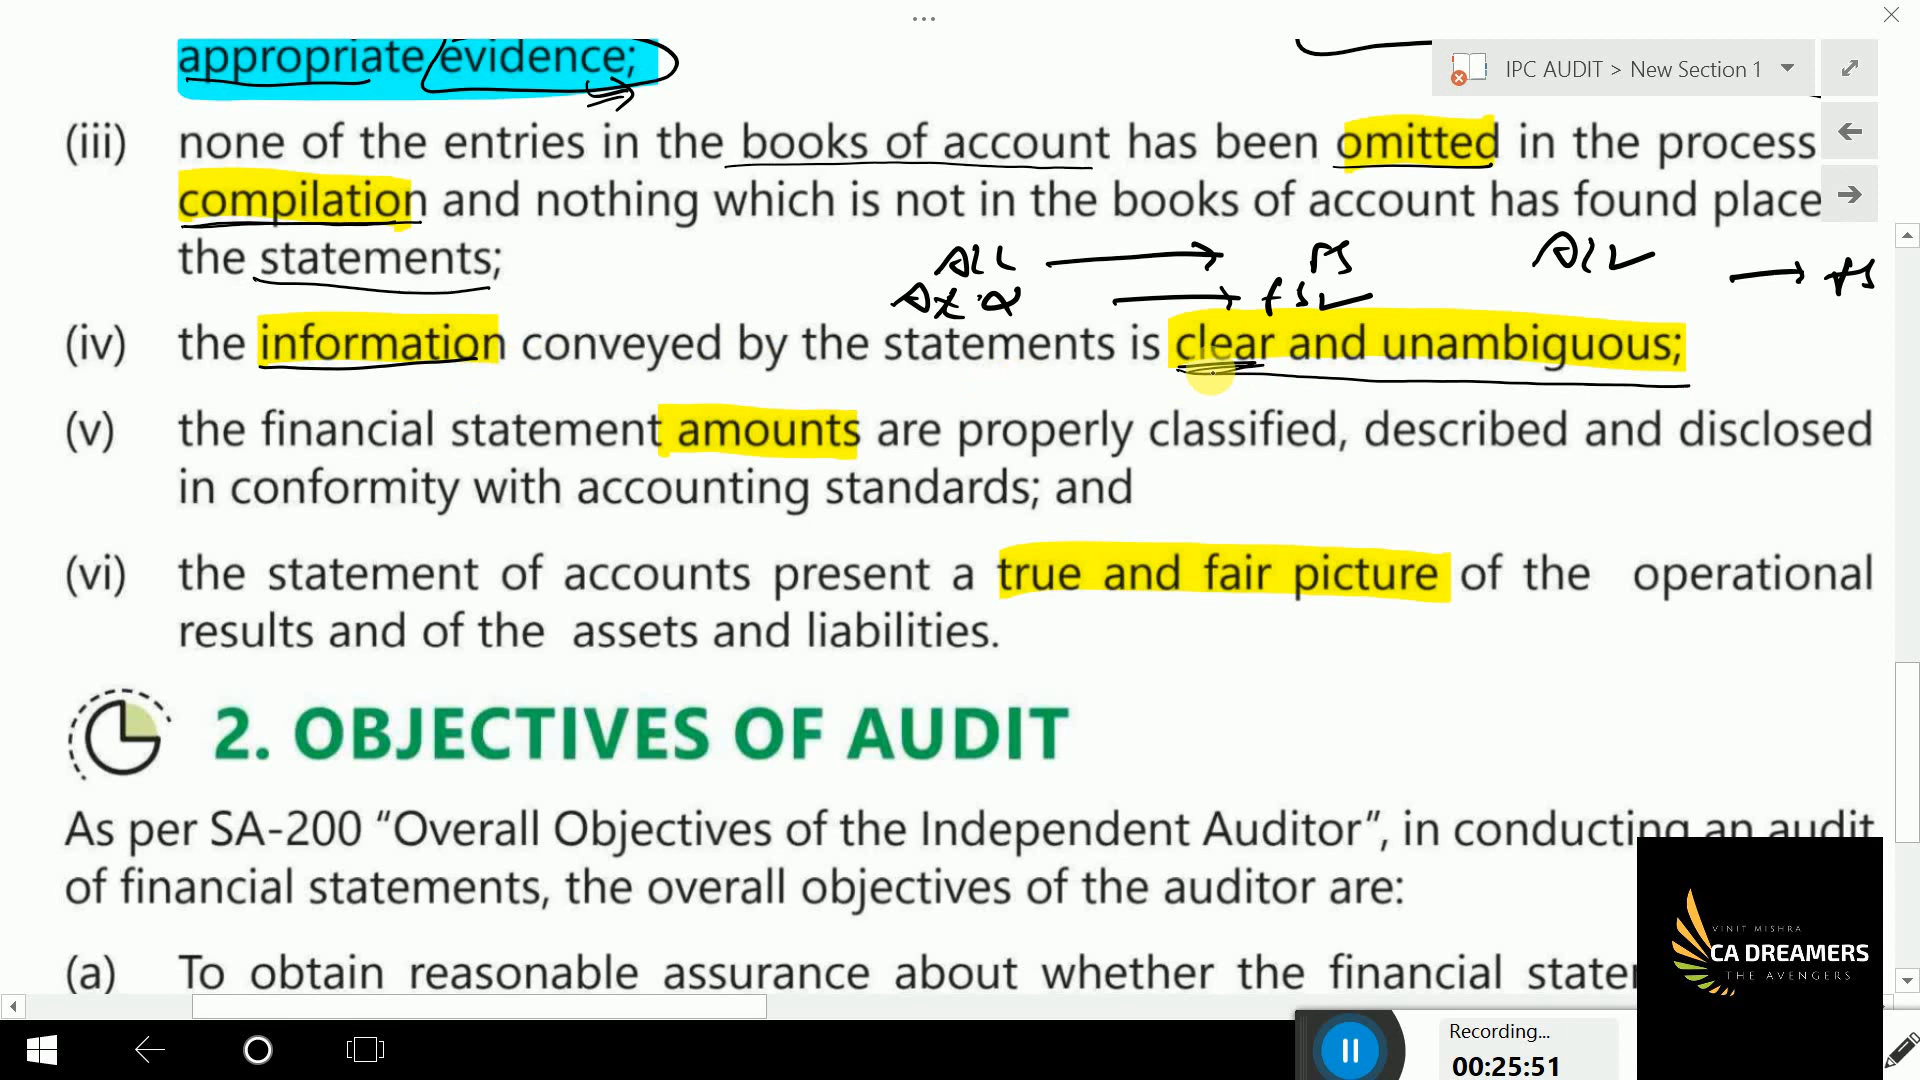 appropriate evidence;
IPC AUDIT > New Section 1
(iii) none of the entries in the books of account has been omitted in the process
compilation and nothing which is not in the books of account has found place
the statements;
ALL
ALL
FS
(iv) the information conveyed by the statements is clear and unambiguous;
(v) the financial statement amounts are properly classified, described and disclosed
in conformity with accounting standards; and
(vi) the statement of accounts present a true and fair picture of the operational
results and of the assets and liabilities.
2. OBJECTIVES OF AUDIT
As per SA-200 “Overall Objectives of the Independent Auditor”, in conducting an audit
of financial statements, the overall objectives of the auditor are:
(a) To obtain reasonable assurance about whether the financial
VINIT MISHRA
CA DREAMERS
THE AVENGERS
Recording...
00:25:51